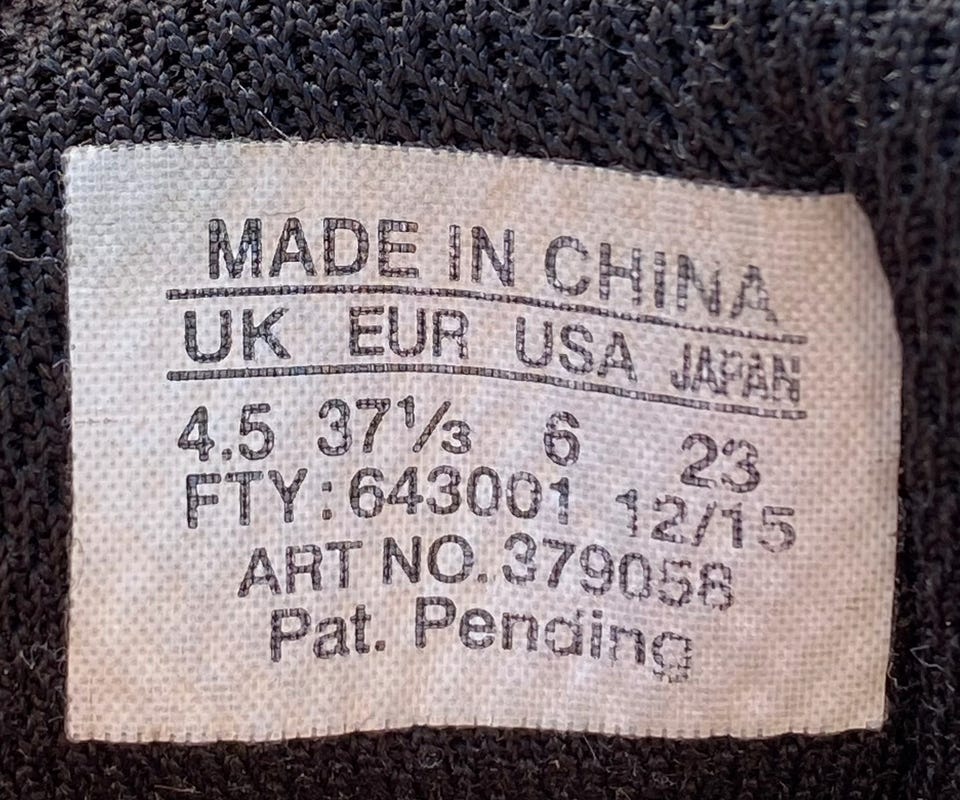 MADE IN CHINA
UK EUR USA JAPAN
4.5 37⅓ 6 23
FTY: 643001 12/15
ART NO. 379058
Pat. Pending